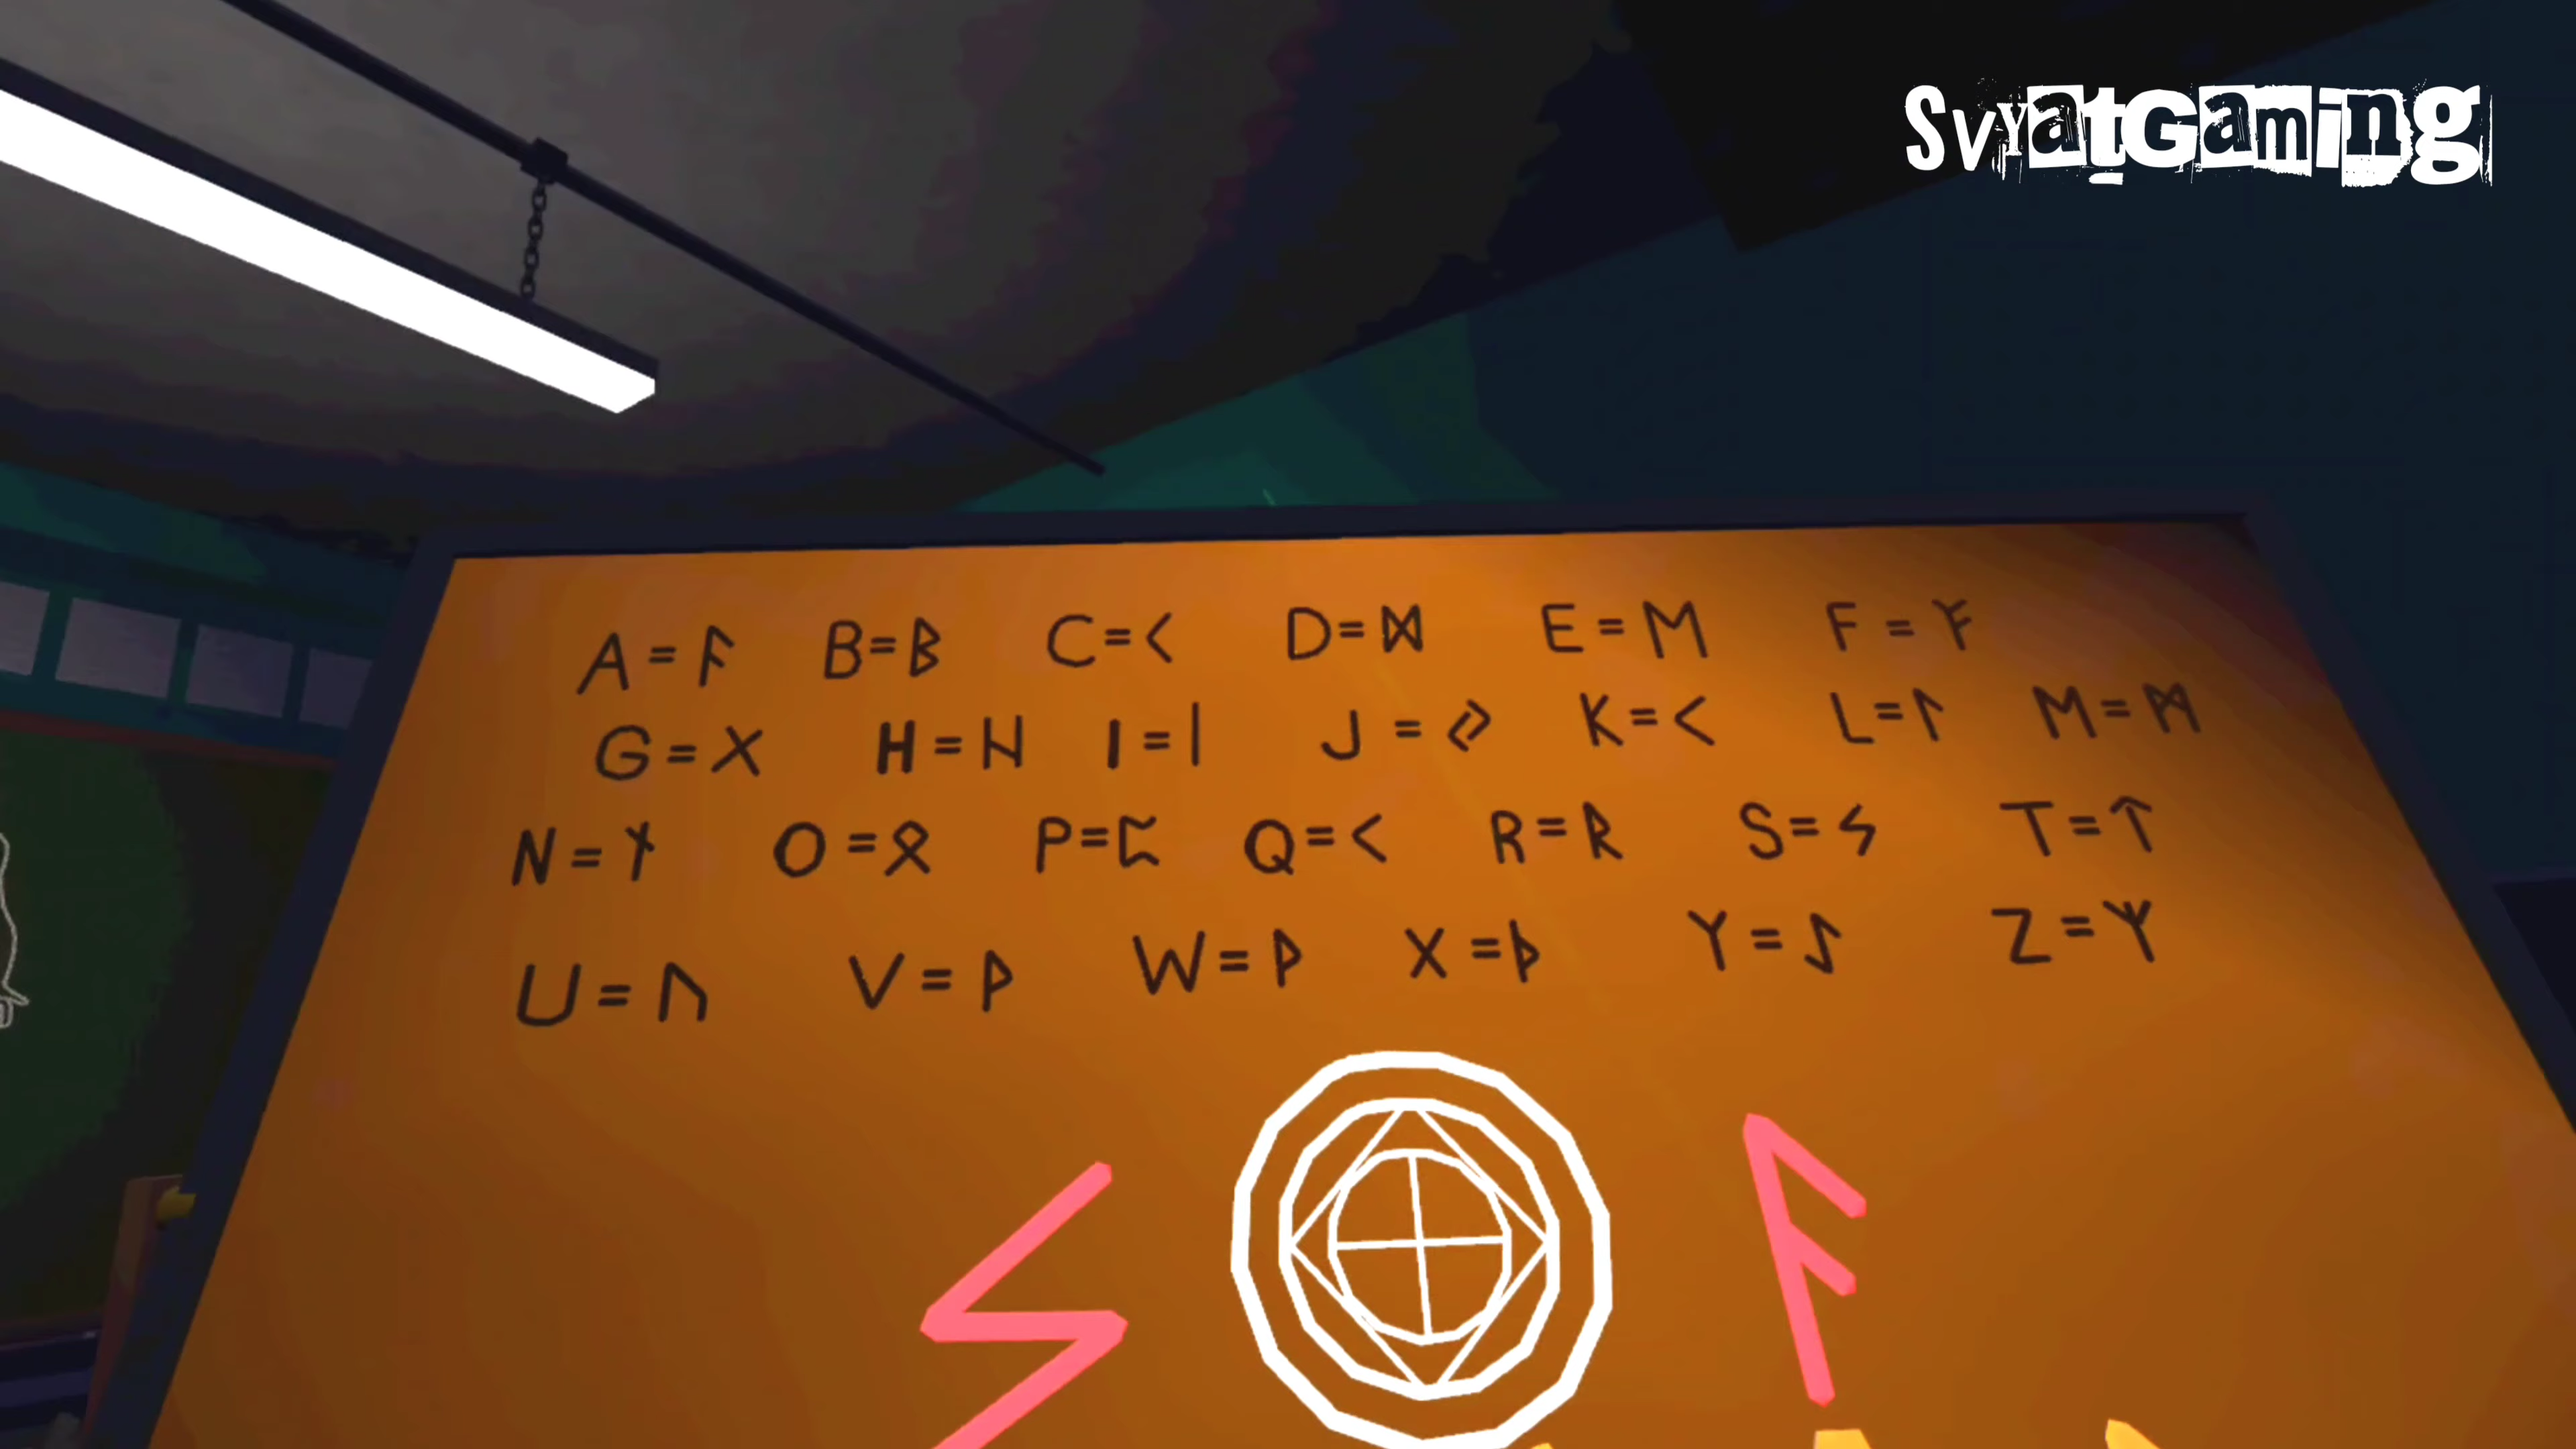 SvyatGaming
A = ᚨ B = ᛒ C = ᚲ D = ᛞ E = ᛖ F = ᚠ
G = ᚷ H = ᚺ I = ᛁ J = ᛃ K = ᚲ L = ᛚ M = ᛗ
N = ᚾ O = ᛟ P = ᛈ Q = ᚲ R = ᚱ S = ᛊ T = ᛏ
U = ᚢ V = ᚹ W = ᚹ X = ᚦ Y = ᛇ Z = ᛉ
ᛊ ᚨ